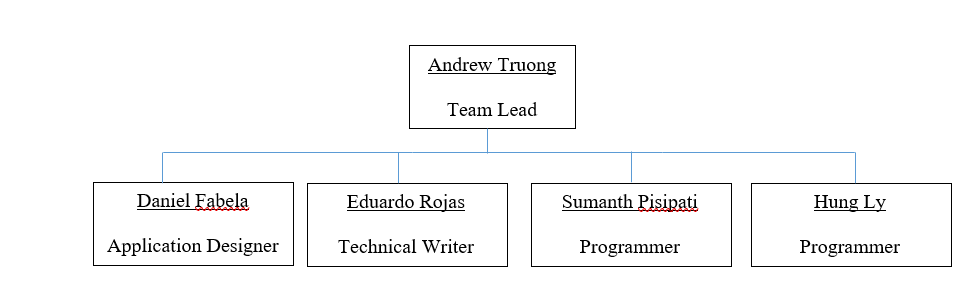 Andrew Truong
Team Lead
Daniel Fabela
Application Designer
Eduardo Rojas
Technical Writer
Sumanth Pisipati
Programmer
Hung Ly
Programmer